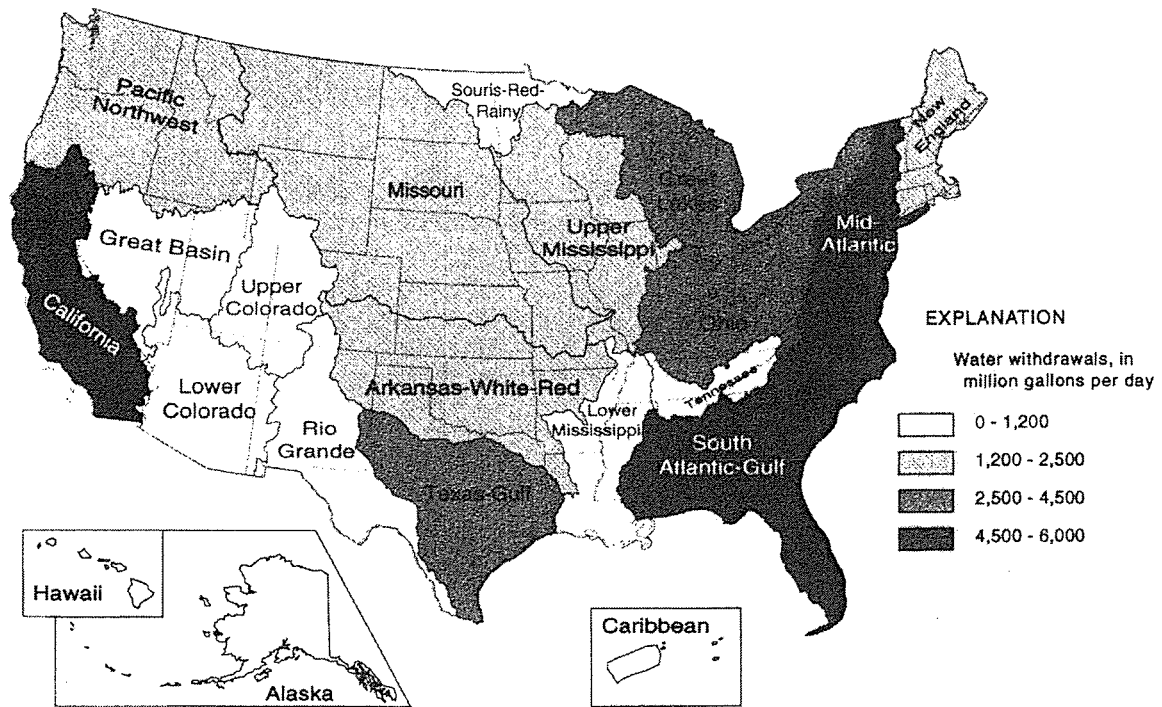 Pacific
Northwest
Souris-Red-
Rainy
New
England
Missouri
Great
Lakes
Upper
Mississippi
Mid
Atlantic
Great Basin
Upper
Colorado
California
Ohio
EXPLANATION
Water withdrawals, in
million gallons per day
0 - 1,200
1,200 - 2,500
2,500 - 4,500
4,500 - 6,000
Lower
Colorado
Arkansas-White-Red
Tennessee
Lower
Mississippi
Rio
Grande
South
Atlantic-Gulf
Texas-Gulf
Hawaii
Alaska
Caribbean